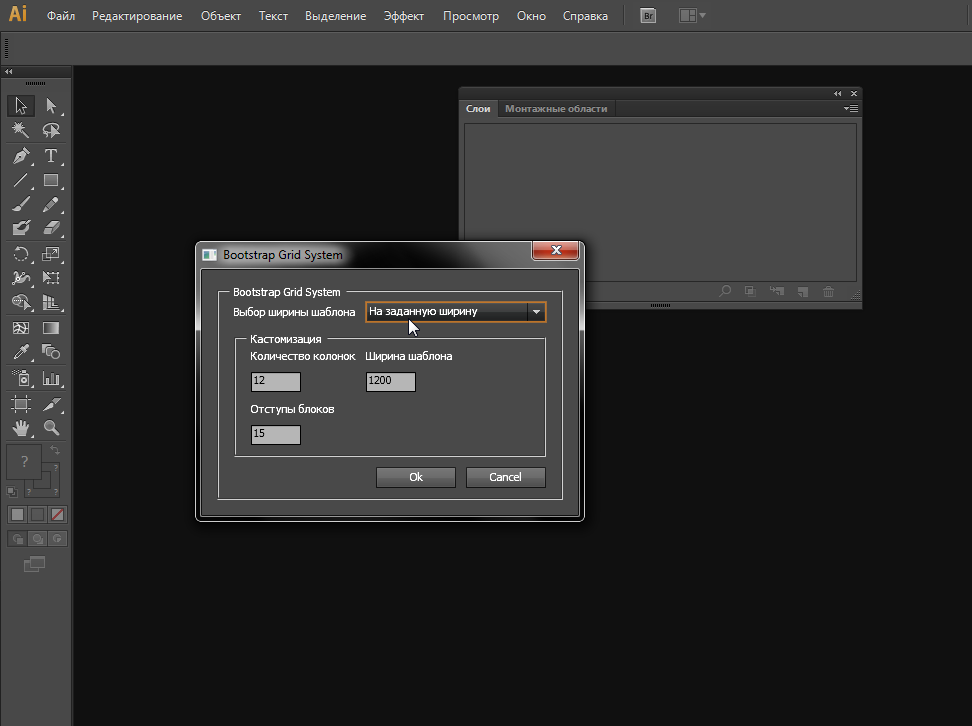 Ai Файл Редактирование Объект Текст Выделение Эффект Просмотр Окно Справка Br
Слои Монтажные области
Bootstrap Grid System
Bootstrap Grid System
Выбор ширины шаблона На заданную ширину
Кастомизация
Количество колонок Ширина шаблона
12 1200
Отступы блоков
15
Ok Cancel